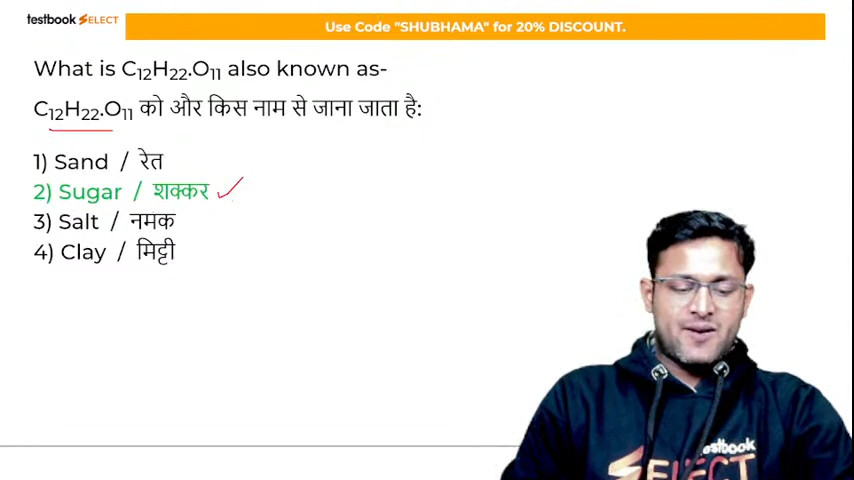 testbook SELECT
Use Code "SHUBHAMA" for 20% DISCOUNT.
What is C₁₂H₂₂.O₁₁ also known as-
C₁₂H₂₂.O₁₁ को और किस नाम से जाना जाता है:
1) Sand / रेत
2) Sugar / शक्कर
3) Salt / नमक
4) Clay / मिट्टी
testbook
SELECT